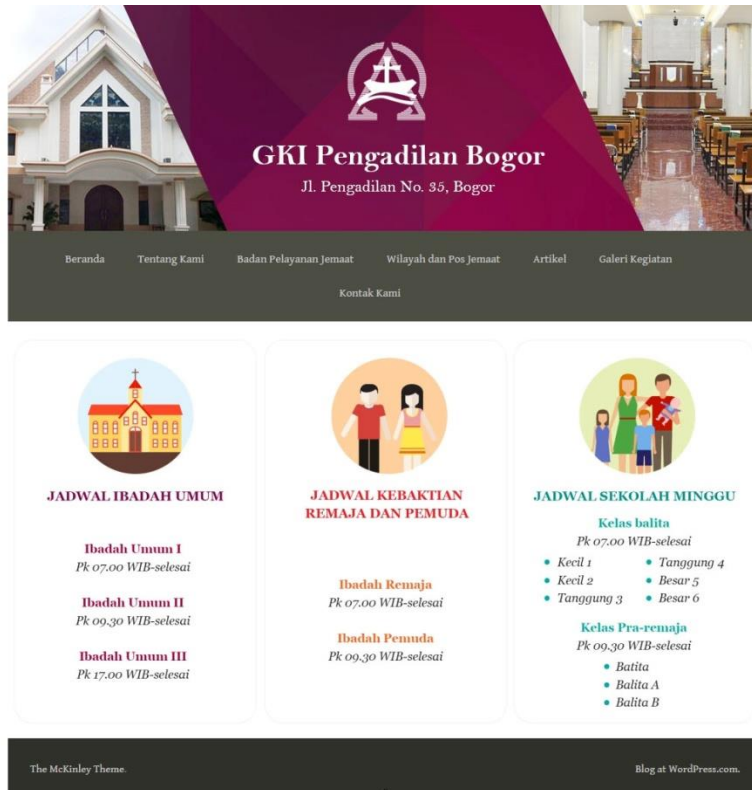 GKI Pengadilan Bogor
Jl. Pengadilan No. 35, Bogor
Beranda Tentang Kami Badan Pelayanan Jemaat Wilayah dan Pos Jemaat Artikel Galeri Kegiatan
Kontak Kami
JADWAL IBADAH UMUM
Ibadah Umum I
Pk 07.00 WIB-selesai
Ibadah Umum II
Pk 09.30 WIB-selesai
Ibadah Umum III
Pk 17.00 WIB-selesai
JADWAL KEBAKTIAN
REMAJA DAN PEMUDA
Ibadah Remaja
Pk 07.00 WIB-selesai
Ibadah Pemuda
Pk 09.30 WIB-selesai
JADWAL SEKOLAH MINGGU
Kelas balita
Pk 07.00 WIB-selesai
• Kecil 1
• Kecil 2
• Tanggung 3
• Tanggung 4
• Besar 5
• Besar 6
Kelas Pra-remaja
Pk 09.30 WIB-selesai
• Batita
• Balita A
• Balita B
The McKinley Theme.
Blog at WordPress.com.